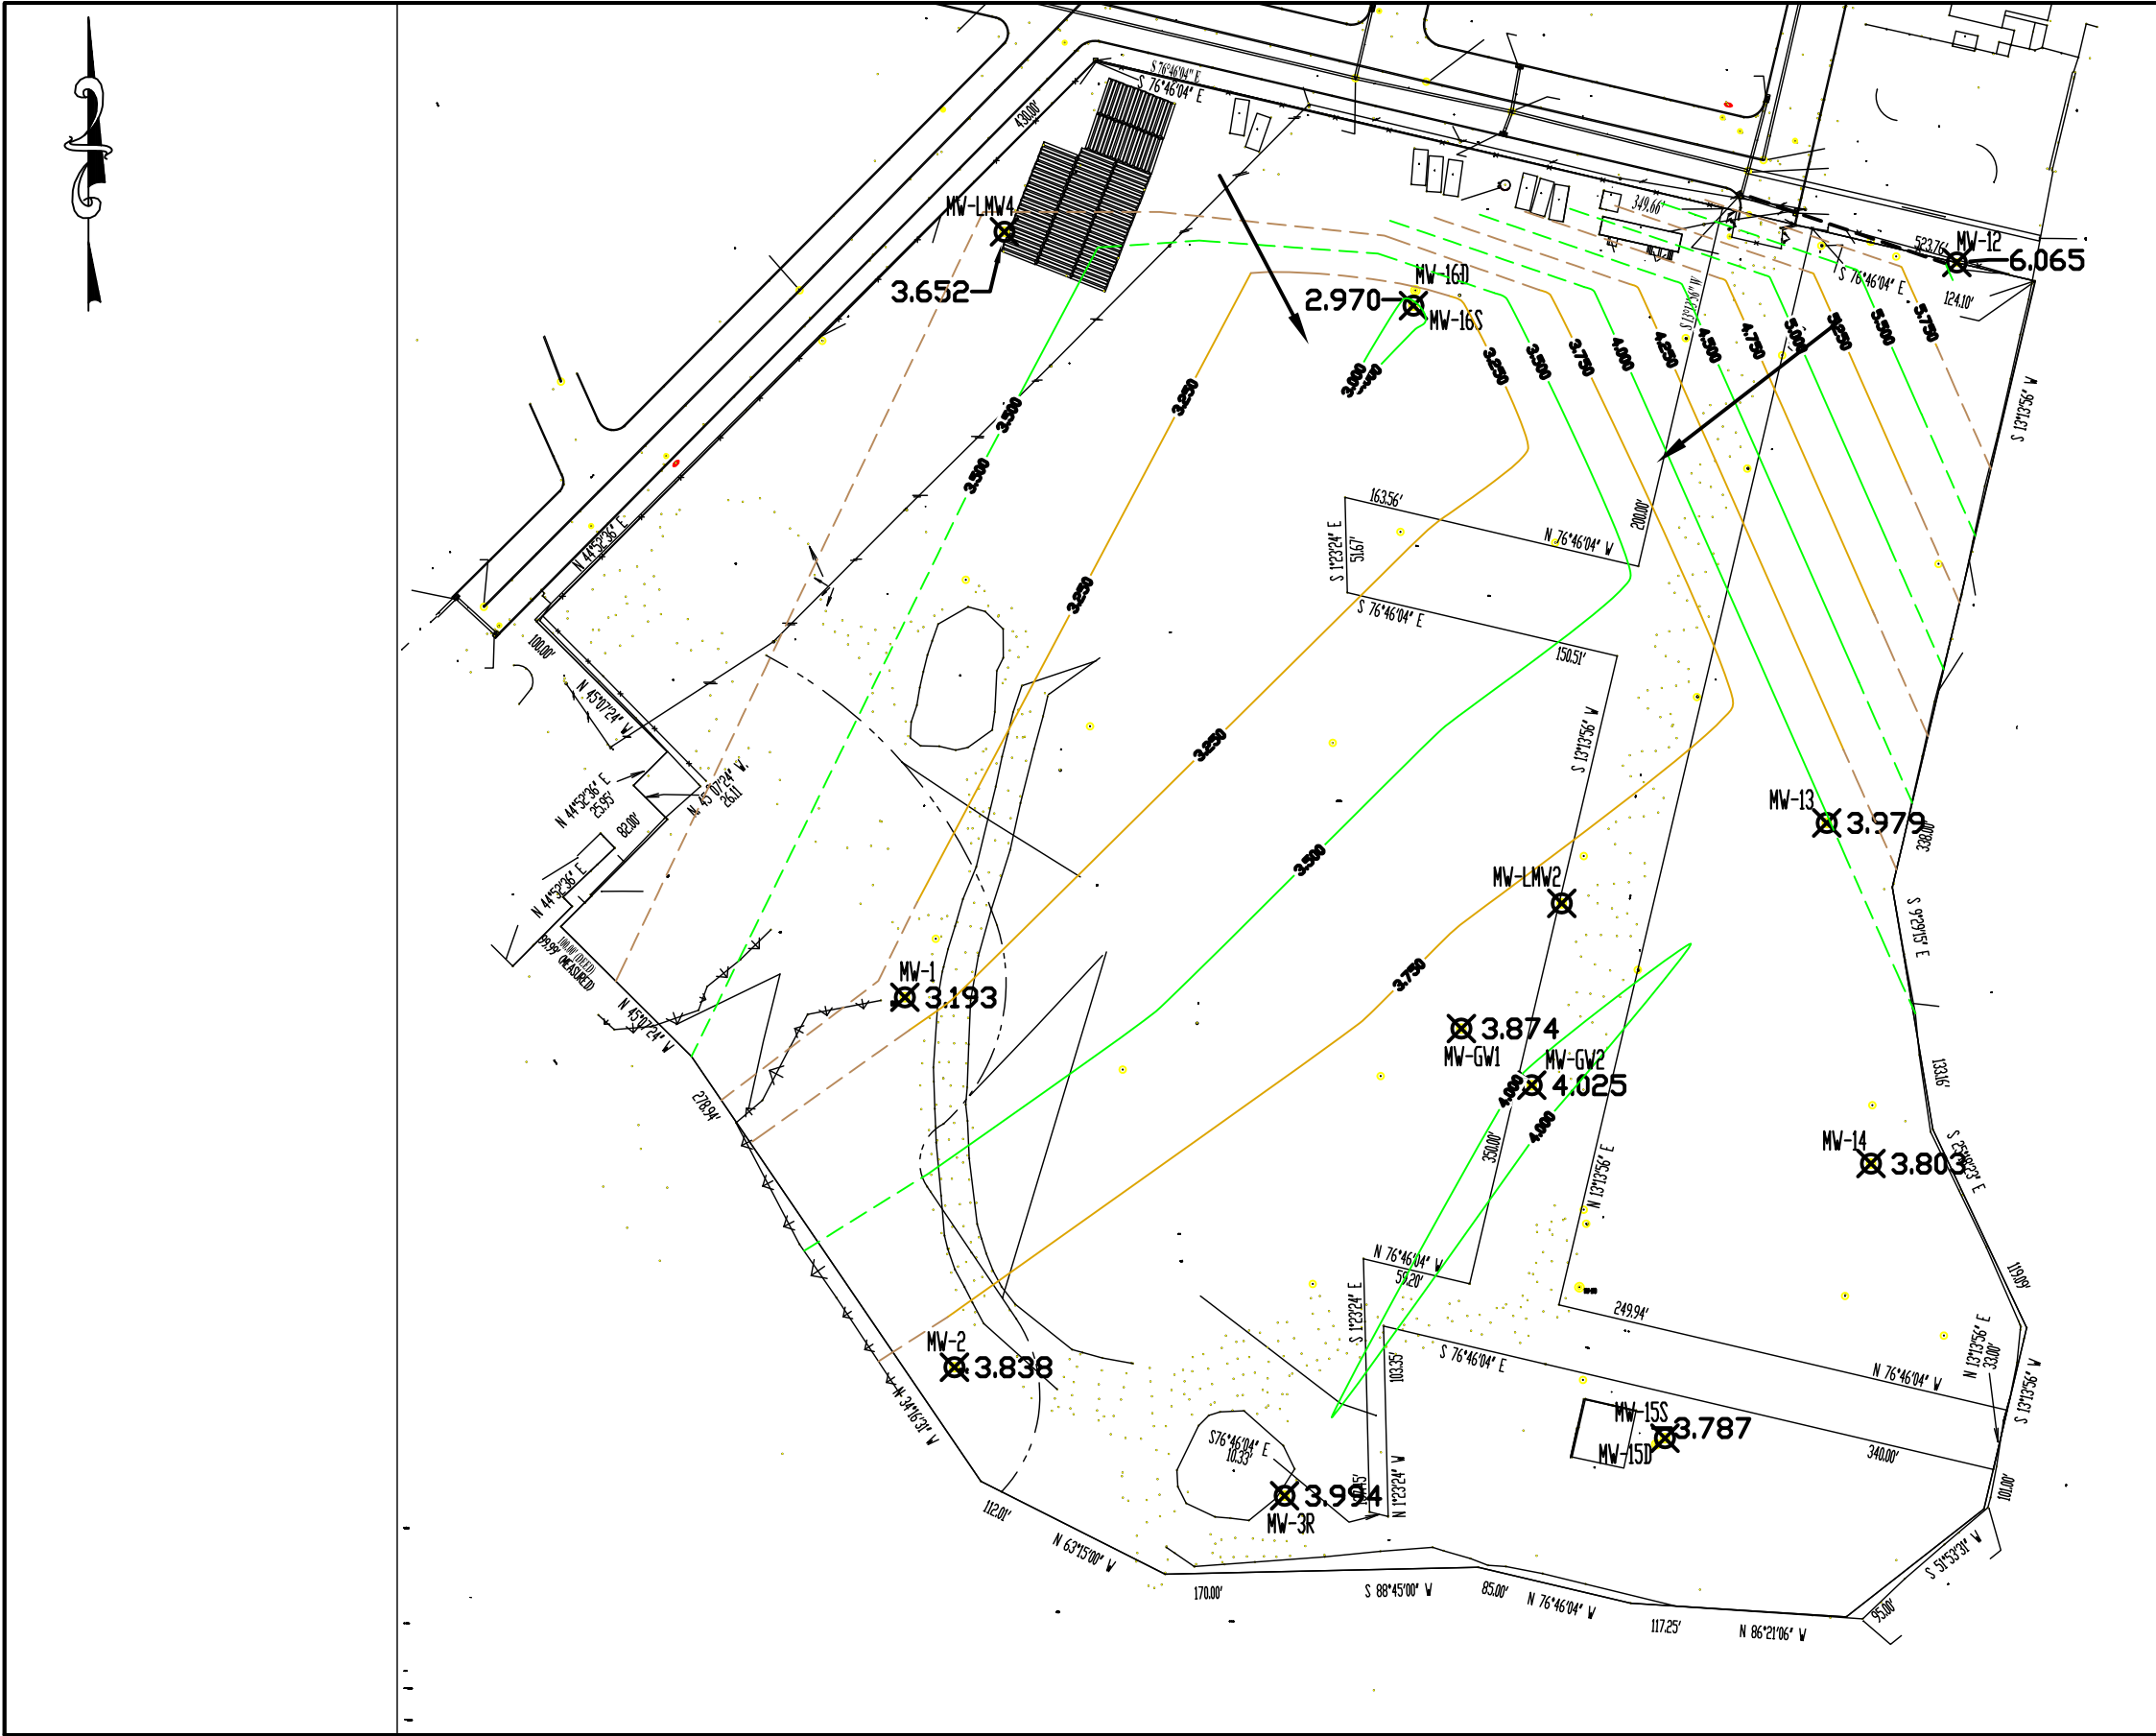 S 76°46'04" E
S 76°46'04" E
430.00'
MW-LMW4
3.652
349.66'
523.76'
MW-12
6.065
S 76°46'04" E
124.10'
MW-16D
2.970
MW-16S
3.000
3.250
3.500
3.750
4.000
4.250
4.500
4.750
5.250
5.500
5.750
S 13°13'56" W
3.500
3.250
3.500
163.56'
N 76°46'04" W
200.00'
S 1°23'24" E
51.67'
S 76°46'04" E
150.51'
N 44°52'36" E
100.00'
N 45°07'24" W
3.250
3.250
S 13°13'56" W
N 44°52'36" E
25.95'
N 45°07'24" W.
26.11
82.00'
N 44°52'36" E
99.99' (MEASURED)
100.00' (DEED)
N 45°07'24" W
3.500
MW-13
3.979
338.00'
MW-LMW2
S 9°29'15" E
3.750
MW-1
3.193
3.874
MW-GW1
MW-GW2
4.025
4.000
4.000
133.16'
278.94'
350.00'
MW-14
3.803
N 13°13'56" E
119.09'
N 76°46'04" W
59.20'
S 1°23'24" E
249.94'
N 13°13'56" E
33.00'
S 76°46'04" E
103.35'
N 76°46'04" W
S 13°13'56" W
MW-2
3.838
N 34°16'31" W
MW-15S
3.787
MW-15D
S76°46'04" E
10.33'
340.00'
N 1°23'24" W
101.00'
3.994
MW-3R
112.01'
N 63°15'00" W
170.00'
S 88°45'00" W
85.00'
N 76°46'04" W
117.25'
N 86°21'06" W
95.00'
S 51°53'31" W